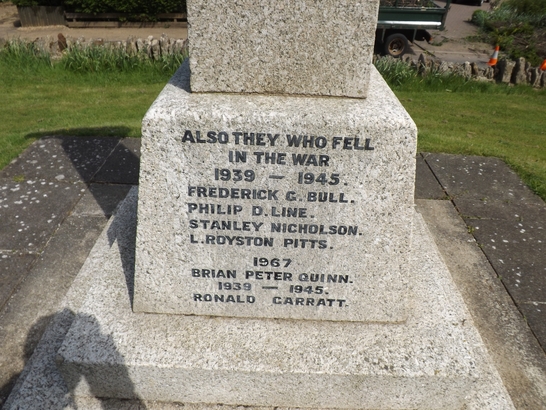 ALSO THEY WHO FELL
IN THE WAR
1939 — 1945.
FREDERICK G. BULL.
PHILIP D. LINE.
STANLEY NICHOLSON.
L. ROYSTON PITTS.
1967
BRIAN PETER QUINN.
1939 — 1945.
RONALD GARRATT.